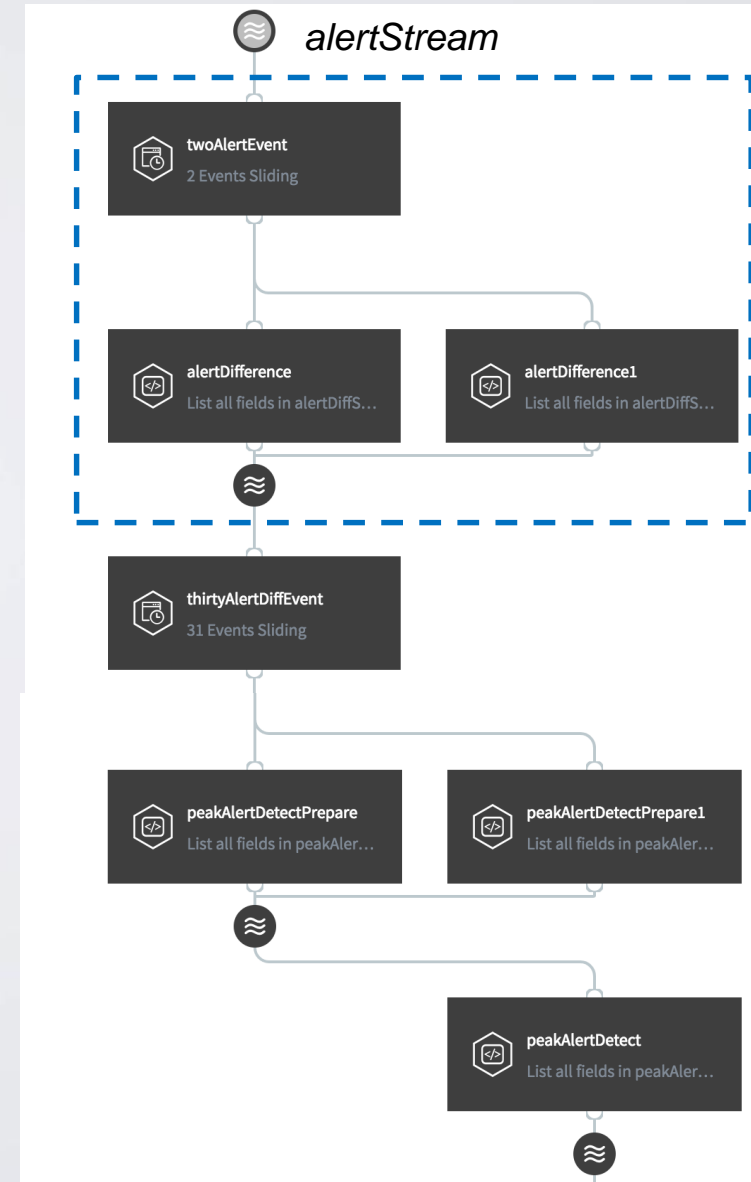 alertStream
twoAlertEvent
2 Events Sliding
alertDifference
List all fields in alertDiffS...
alertDifference1
List all fields in alertDiffS...
thirtyAlertDiffEvent
31 Events Sliding
peakAlertDetectPrepare
List all fields in peakAler...
peakAlertDetectPrepare1
List all fields in peakAler...
peakAlertDetect
List all fields in peakAler...